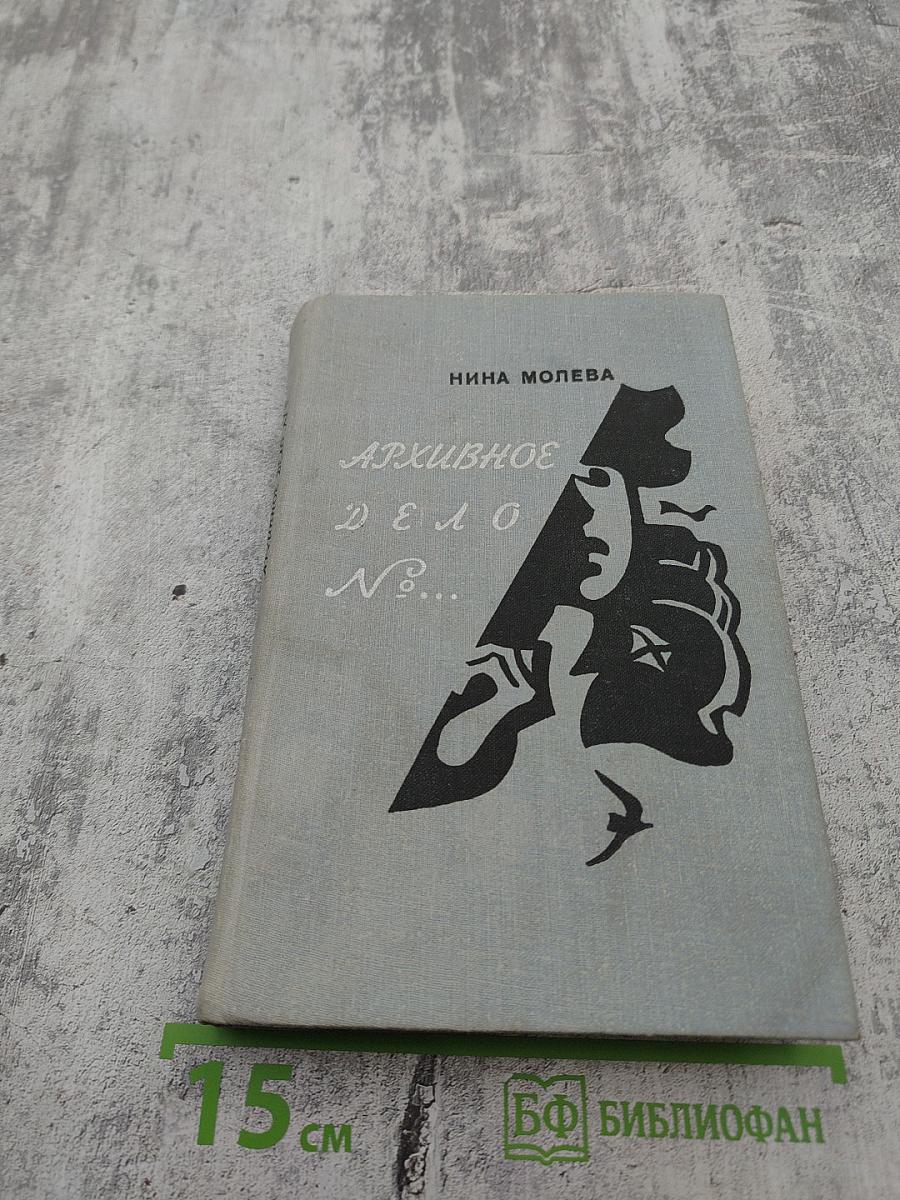 НИНА МОЛЕВА
АРХИВНОЕ
ДЕЛО
№...
15 см
БФ БИБЛИОФАН